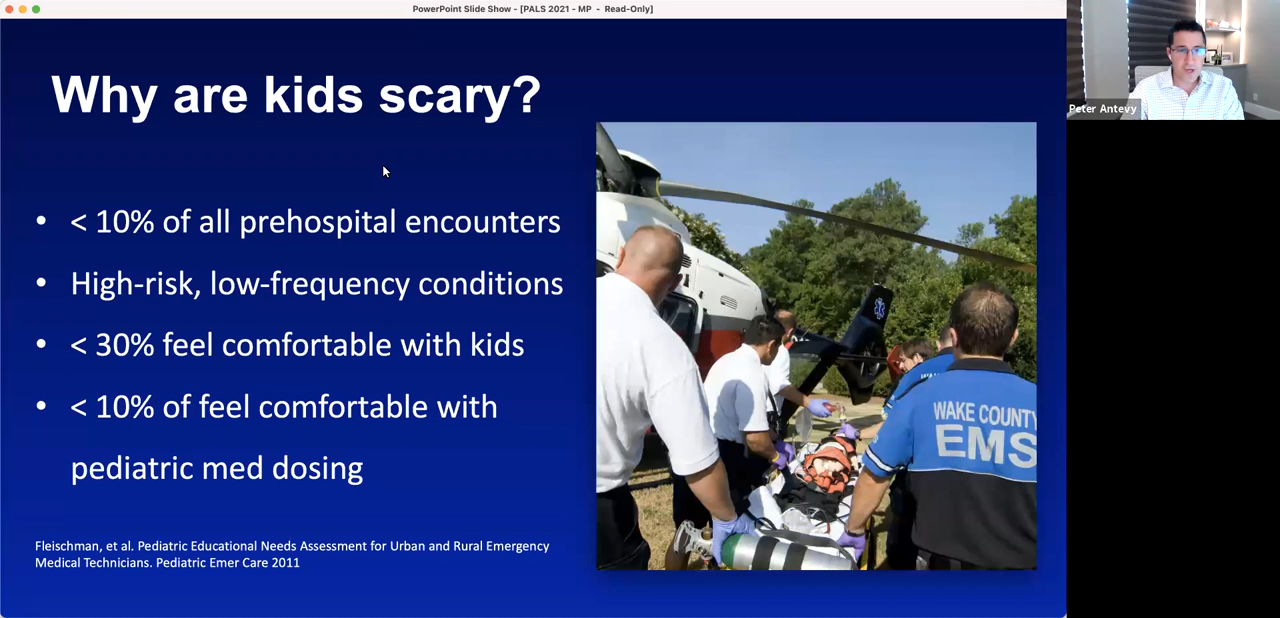 PowerPoint Slide Show - [PALS 2021 - MP - Read-Only]
Peter Antevy
Why are kids scary?
• < 10% of all prehospital encounters
• High-risk, low-frequency conditions
• < 30% feel comfortable with kids
• < 10% of feel comfortable with
pediatric med dosing
Fleischman, et al. Pediatric Educational Needs Assessment for Urban and Rural Emergency
Medical Technicians. Pediatric Emer Care 2011
WAKE COUNTY
EMS